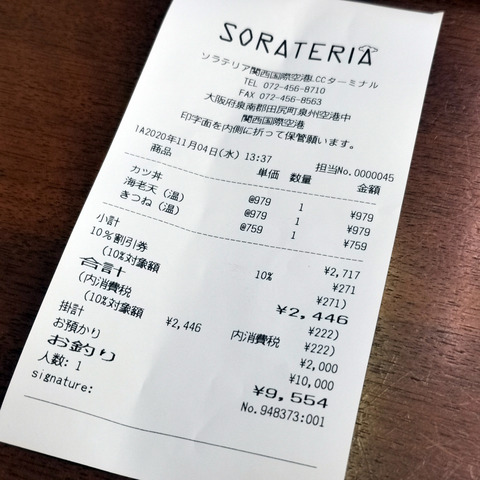 SORATERIA
ソラテリア関西国際空港LCCターミナル
TEL 072-456-8710
FAX 072-456-8563
大阪府泉南郡田尻町泉州空港中
関西国際空港
印字面を内側に折って保管願います。
1A2020年11月04日(水) 13:37 担当No.0000045
商品 単価 数量 金額
カツ丼 @979 1 ¥979
海老天（温） @979 1 ¥979
きつね（温） @759 1 ¥759
小計 ¥2,717
10%割引券 10% ¥271
(10%対象額 ¥271)
合計 ¥2,446
(内消費税 ¥222)
(10%対象額 ¥2,446 内消費税 ¥222)
掛計 ¥2,000
お預かり ¥10,000
お釣り ¥9,554
人数: 1 No.948373:001
signature: